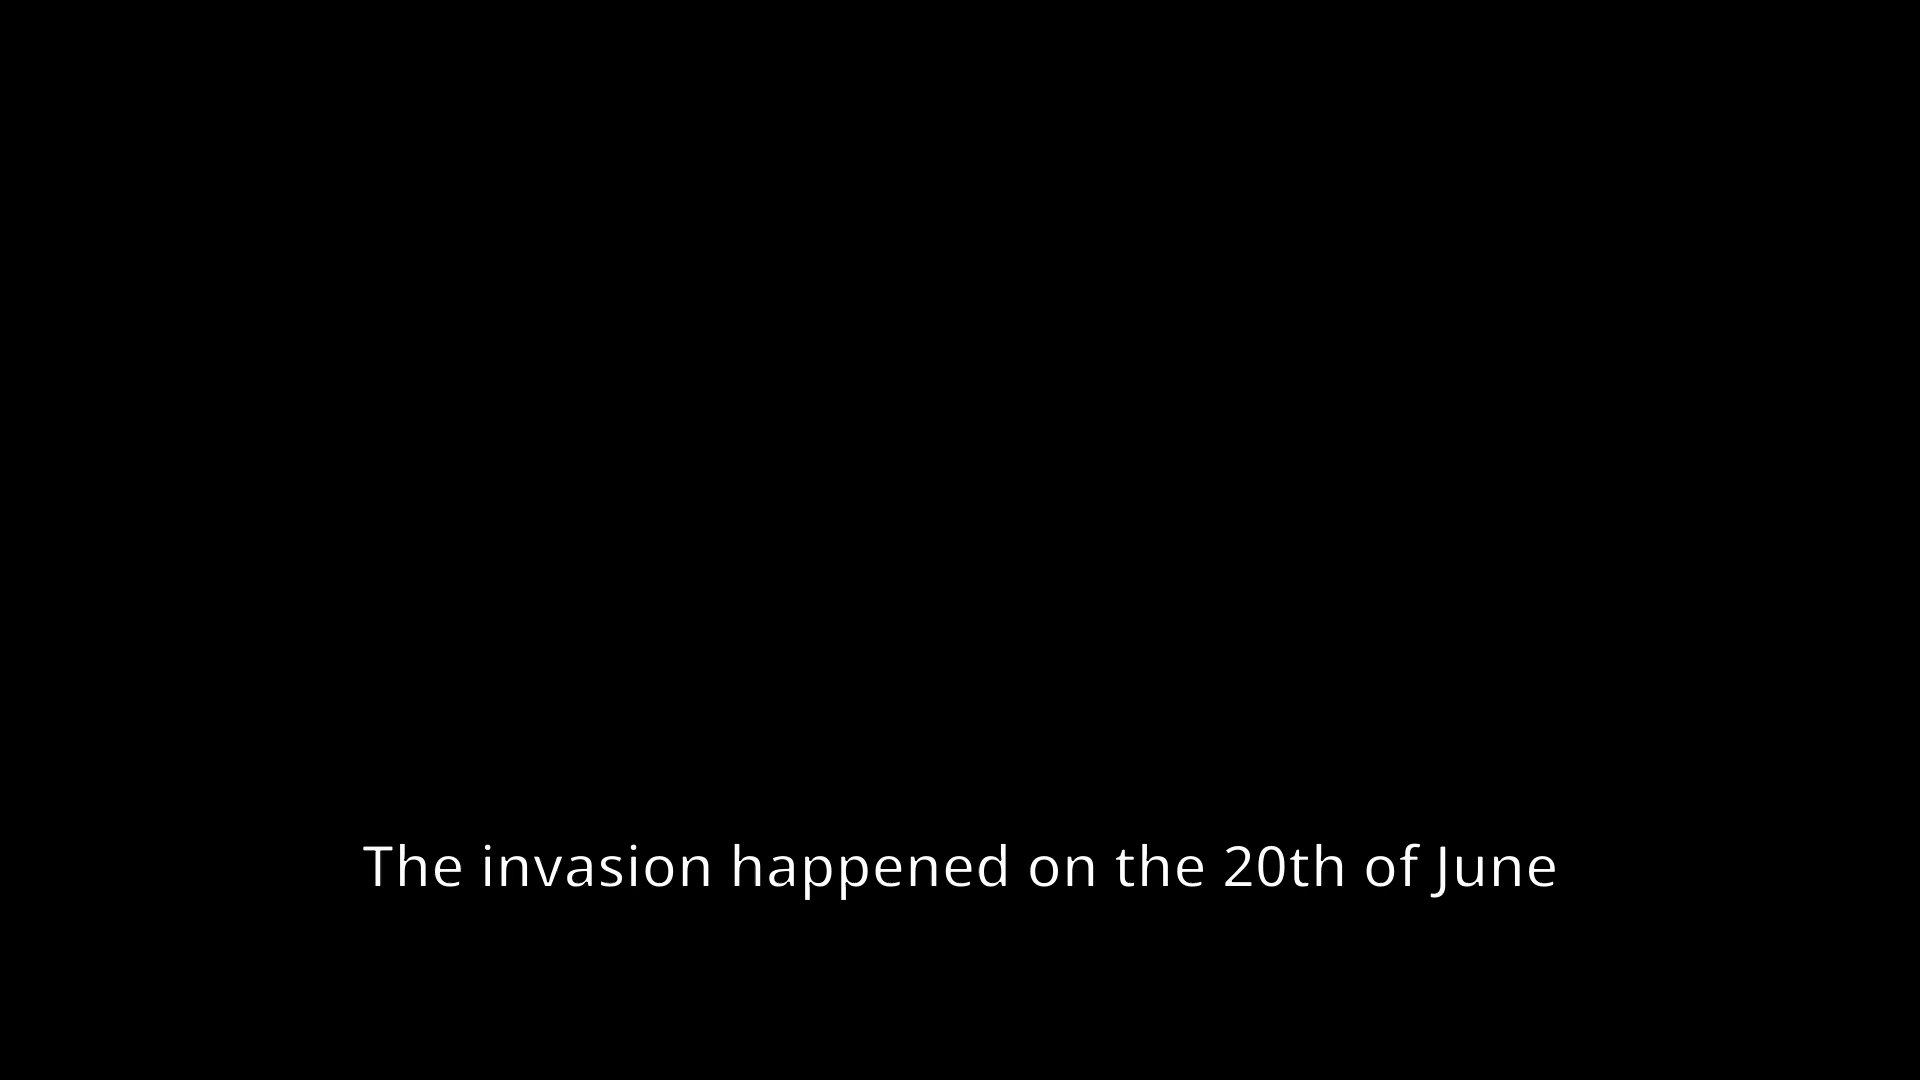 The invasion happened on the 20th of June